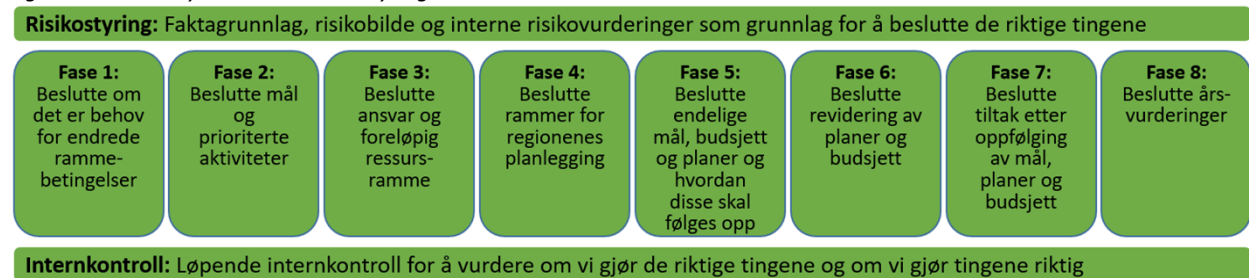 Risikostyring: Faktagrunnlag, risikobilde og interne risikovurderinger som grunnlag for å beslutte de riktige tingene
Fase 1:
Beslutte om
det er behov
for endrede
ramme-
betingelser
Fase 2:
Beslutte mål
og
prioriterte
aktiviteter
Fase 3:
Beslutte
ansvar og
foreløpig
ressurs-
ramme
Fase 4:
Beslutte
rammer for
regionenes
planlegging
Fase 5:
Beslutte
endelige
mål, budsjett
og planer og
hvordan
disse skal
følges opp
Fase 6:
Beslutte
revidering av
planer og
budsjett
Fase 7:
Beslutte
tiltak etter
oppfølging
av mål,
planer og
budsjett
Fase 8:
Beslutte års-
vurderinger
Internkontroll: Løpende internkontroll for å vurdere om vi gjør de riktige tingene og om vi gjør tingene riktig